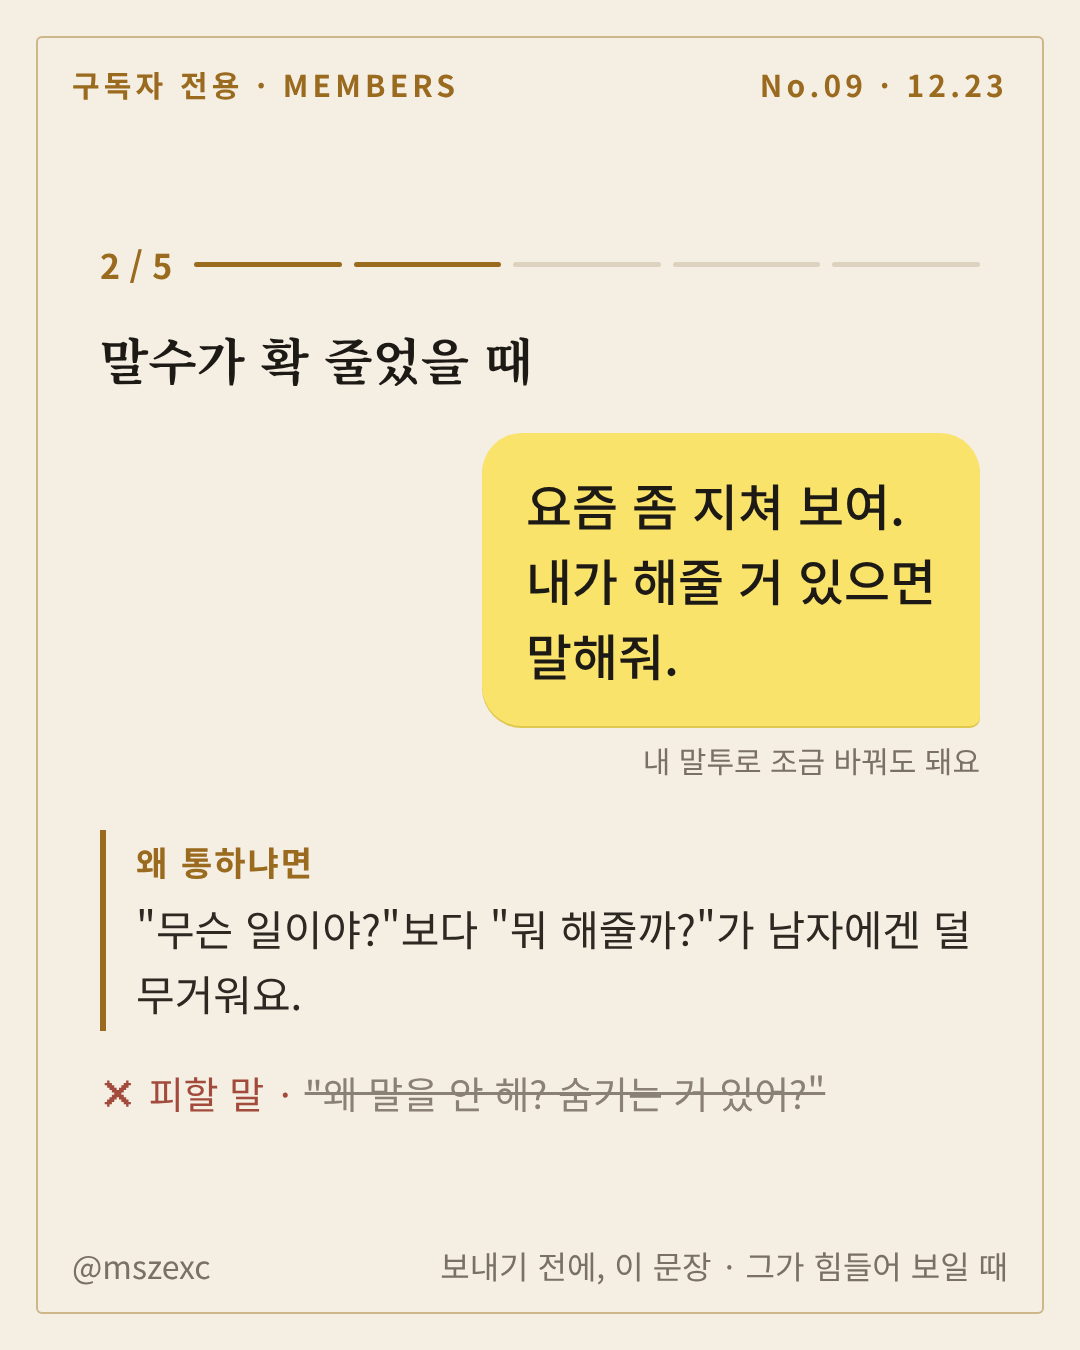 구독자 전용 · MEMBERS
No.09 · 12.23
2 / 5
말수가 확 줄었을 때
요즘 좀 지쳐 보여.
내가 해줄 거 있으면
말해줘.
내 말투로 조금 바꿔도 돼요
왜 통하냐면
"무슨 일이야?"보다 "뭐 해줄까?"가 남자에겐 덜
무거워요.
✕ 피할 말 · "왜 말을 안 해? 숨기는 거 있어?"
@mszexc
보내기 전에, 이 문장 · 그가 힘들어 보일 때